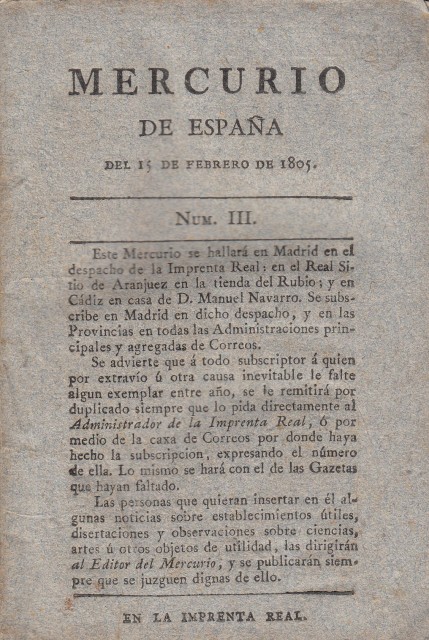 MERCURIO
DE ESPAÑA
DEL 15 DE FEBRERO DE 1805.
NUM. III.
Este Mercurio se hallará en Madrid en el
despacho de la Imprenta Real: en el Real Si-
tio de Aranjuez en la tienda del Rubio; y en
Cádiz en casa de D. Manuel Navarro. Se subs-
cribe en Madrid en dicho despacho, y en las
Provincias en todas las Administraciones prin-
cipales y agregadas de Correos.
Se advierte que á todo subscriptor á quien
por extravío ú otra causa inevitable le falte
algun exemplar entre año, se le remitirá por
duplicado siempre que lo pida directamente al
Administrador de la Imprenta Real, ó por
medio de la caxa de Correos por donde haya
hecho la subscripcion, expresando el número
de ella. Lo mismo se hará con el de las Gazetas
que hayan faltado.
Las personas que quieran insertar en él al-
gunas noticias sobre establecimientos útiles,
disertaciones y observaciones sobre ciencias,
artes ú otros objetos de utilidad, las dirigirán
al Editor del Mercurio, y se publicarán siem-
pre que se juzguen dignas de ello.
EN LA IMPRENTA REAL.